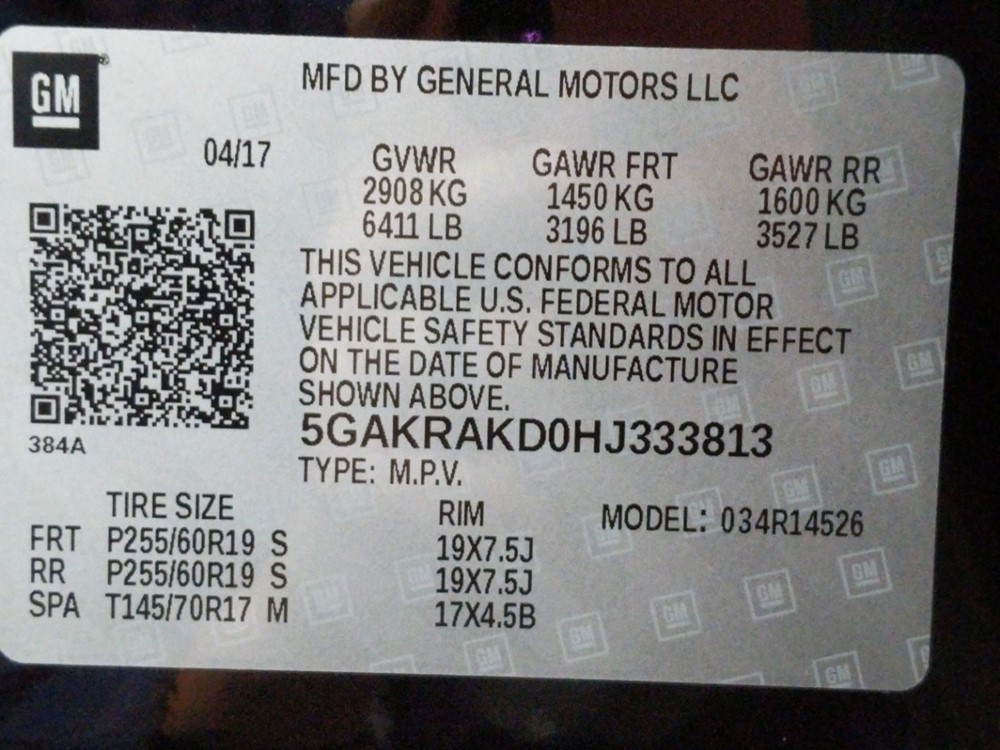 GM
MFD BY GENERAL MOTORS LLC
04/17
GVWR GAWR FRT GAWR RR
2908 KG 1450 KG 1600 KG
6411 LB 3196 LB 3527 LB
THIS VEHICLE CONFORMS TO ALL
APPLICABLE U.S. FEDERAL MOTOR
VEHICLE SAFETY STANDARDS IN EFFECT
ON THE DATE OF MANUFACTURE
SHOWN ABOVE.
384A
5GAKRAKD0HJ333813
TYPE: M.P.V.
TIRE SIZE RIM MODEL: 034R14526
FRT P255/60R19 S 19X7.5J
RR P255/60R19 S 19X7.5J
SPA T145/70R17 M 17X4.5B